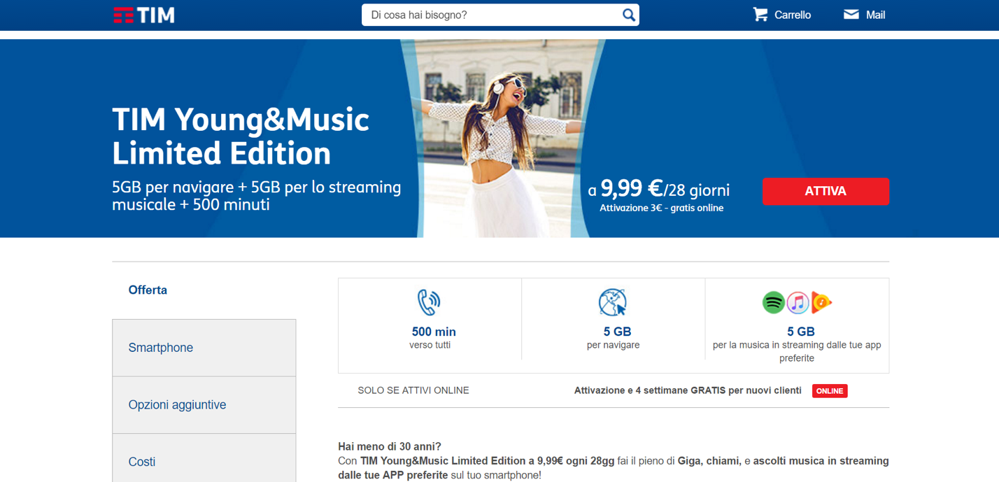 TIM
Di cosa hai bisogno?
Carrello
Mail
TIM Young&Music
Limited Edition
5GB per navigare + 5GB per lo streaming
musicale + 500 minuti
a 9,99 €/28 giorni
Attivazione 3€ - gratis online
ATTIVA
Offerta
Smartphone
Opzioni aggiuntive
Costi
500 min
verso tutti
5 GB
per navigare
5 GB
per la musica in streaming dalle tue app
preferite
SOLO SE ATTIVI ONLINE
Attivazione e 4 settimane GRATIS per nuovi clienti
ONLINE
Hai meno di 30 anni?
Con TIM Young&Music Limited Edition a 9,99€ ogni 28gg fai il pieno di Giga, chiami, e ascolti musica in streaming
dalle tue APP preferite sul tuo smartphone!